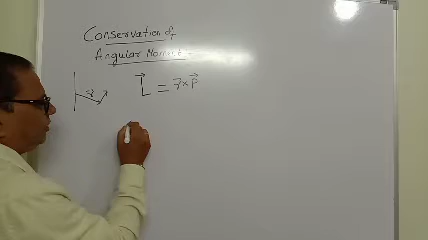 Conservation of
Angular Moment
r⃗
L⃗ = r⃗ × P⃗